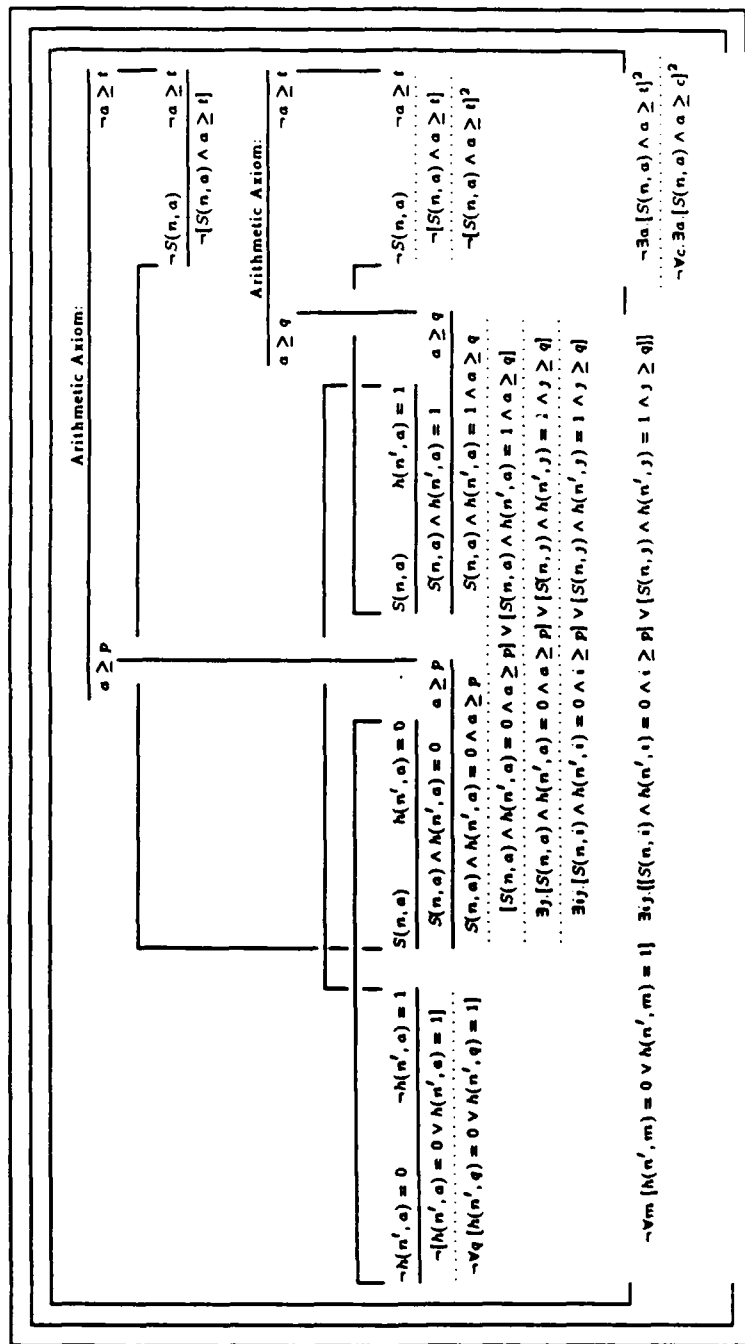 Arithmetic Axiom:
a ≥ p ¬a ≥ t
¬S(n, a) ¬a ≥ t
¬[S(n, a) ∧ a ≥ t]
Arithmetic Axiom:
a ≥ q ¬a ≥ t
¬h(n′, a) = 0 ¬h(n′, a) = 1 S(n, a) h(n′, a) = 0 S(n, a) h(n′, a) = 1 ¬S(n, a) ¬a ≥ t
¬[h(n′, a) = 0 ∨ h(n′, a) = 1] S(n, a) ∧ h(n′, a) = 0 a ≥ p S(n, a) ∧ h(n′, a) = 1 a ≥ q ¬[S(n, a) ∧ a ≥ t]
¬∀q [h(n′, q) = 0 ∨ h(n′, q) = 1] S(n, a) ∧ h(n′, a) = 0 ∧ a ≥ p S(n, a) ∧ h(n′, a) = 1 ∧ a ≥ q ¬[S(n, a) ∧ a ≥ t]²
[S(n, a) ∧ h(n′, a) = 0 ∧ a ≥ p] ∨ [S(n, a) ∧ h(n′, a) = 1 ∧ a ≥ q]
∃j.[S(n, a) ∧ h(n′, a) = 0 ∧ a ≥ p] ∨ [S(n, j) ∧ h(n′, j) = 1 ∧ j ≥ q]
∃ij.[S(n, i) ∧ h(n′, i) = 0 ∧ i ≥ p] ∨ [S(n, j) ∧ h(n′, j) = 1 ∧ j ≥ q]
¬∀m [h(n′, m) = 0 ∨ h(n′, m) = 1] ∃ij.[[S(n, i) ∧ h(n′, i) = 0 ∧ i ≥ p] ∨ [S(n, j) ∧ h(n′, j) = 1 ∧ j ≥ q]] ¬∃a.[S(n, a) ∧ a ≥ t]²
¬∀c.∃a.[S(n, a) ∧ a ≥ c]²